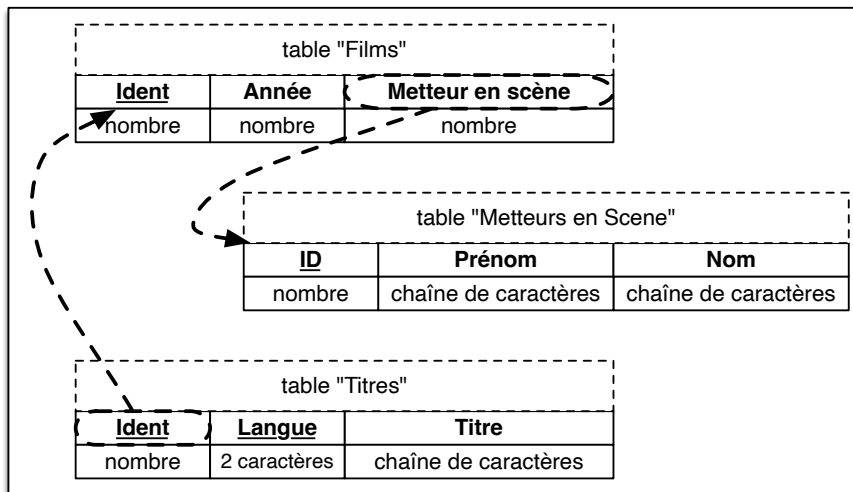 table "Films"
Ident Année Metteur en scène
nombre nombre nombre
table "Metteurs en Scene"
ID Prénom Nom
nombre chaîne de caractères chaîne de caractères
table "Titres"
Ident Langue Titre
nombre 2 caractères chaîne de caractères